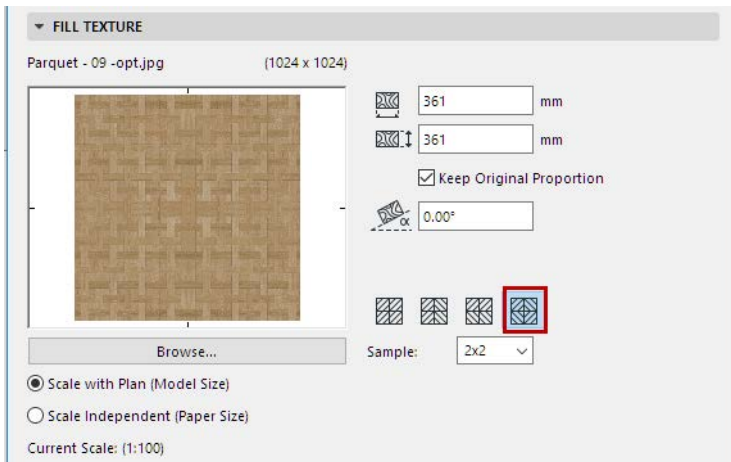 FILL TEXTURE
Parquet - 09 -opt.jpg (1024 x 1024)
361 mm
361 mm
Keep Original Proportion
α 0.00°
Browse... Sample: 2x2
Scale with Plan (Model Size)
Scale Independent (Paper Size)
Current Scale: (1:100)